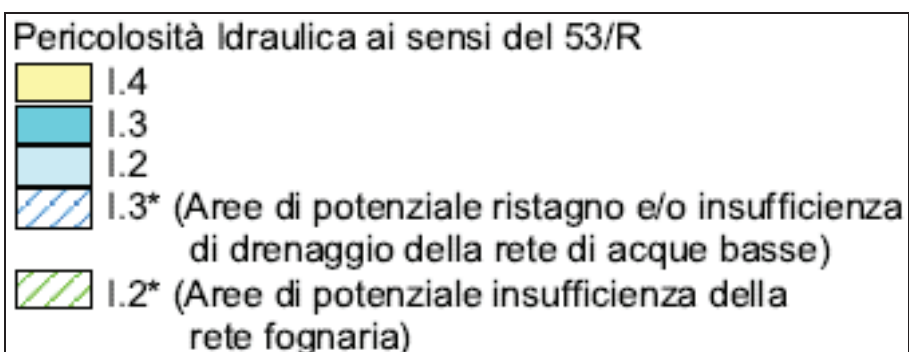 Pericolosità Idraulica ai sensi del 53/R
I.4
I.3
I.2
I.3* (Aree di potenziale ristagno e/o insufficienza
di drenaggio della rete di acque basse)
I.2* (Aree di potenziale insufficienza della
rete fognaria)